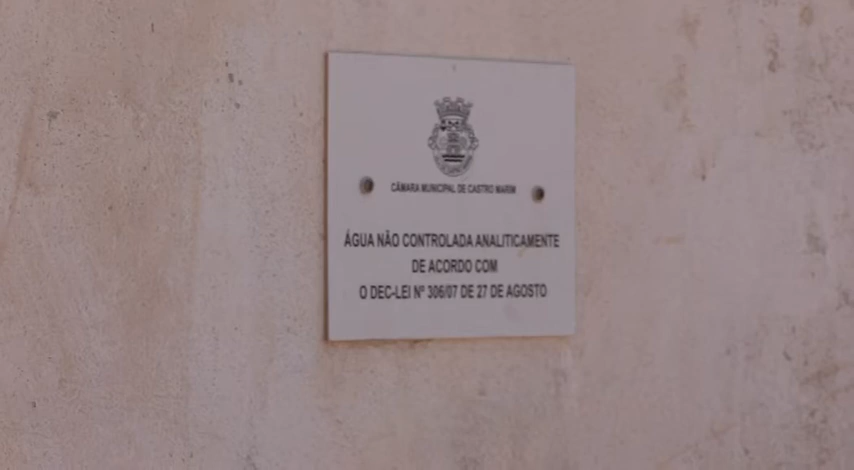 CÂMARA MUNICIPAL DE CASTRO MARIM
ÁGUA NÃO CONTROLADA ANALITICAMENTE
DE ACORDO COM
O DEC-LEI Nº 306/07 DE 27 DE AGOSTO